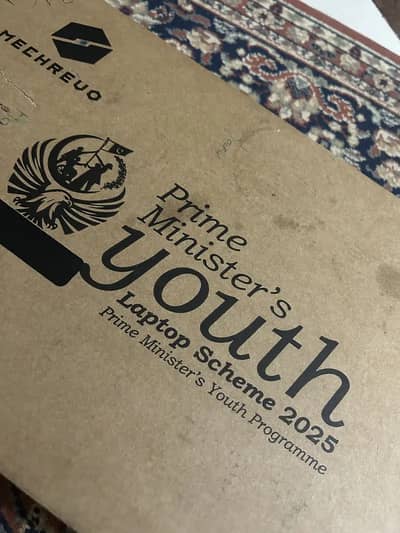 MECHREVO
Prime
Minister's
youth
Laptop Scheme 2025
Prime Minister's Youth Programme